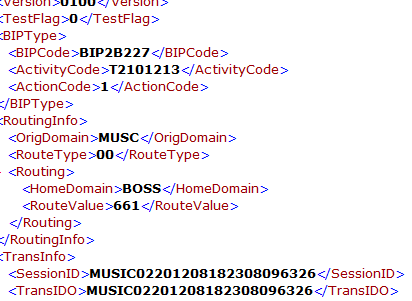 <Version>0100</Version>
<TestFlag>0</TestFlag>
<BIPType>
<BIPCode>BIP2B227</BIPCode>
<ActivityCode>T2101213</ActivityCode>
<ActionCode>1</ActionCode>
</BIPType>
<RoutingInfo>
<OrigDomain>MUSC</OrigDomain>
<RouteType>00</RouteType>
- <Routing>
<HomeDomain>BOSS</HomeDomain>
<RouteValue>661</RouteValue>
</Routing>
</RoutingInfo>
<TransInfo>
<SessionID>MUSIC02201208182308096326</SessionID>
<TransIDO>MUSIC02201208182308096326</TransIDO>